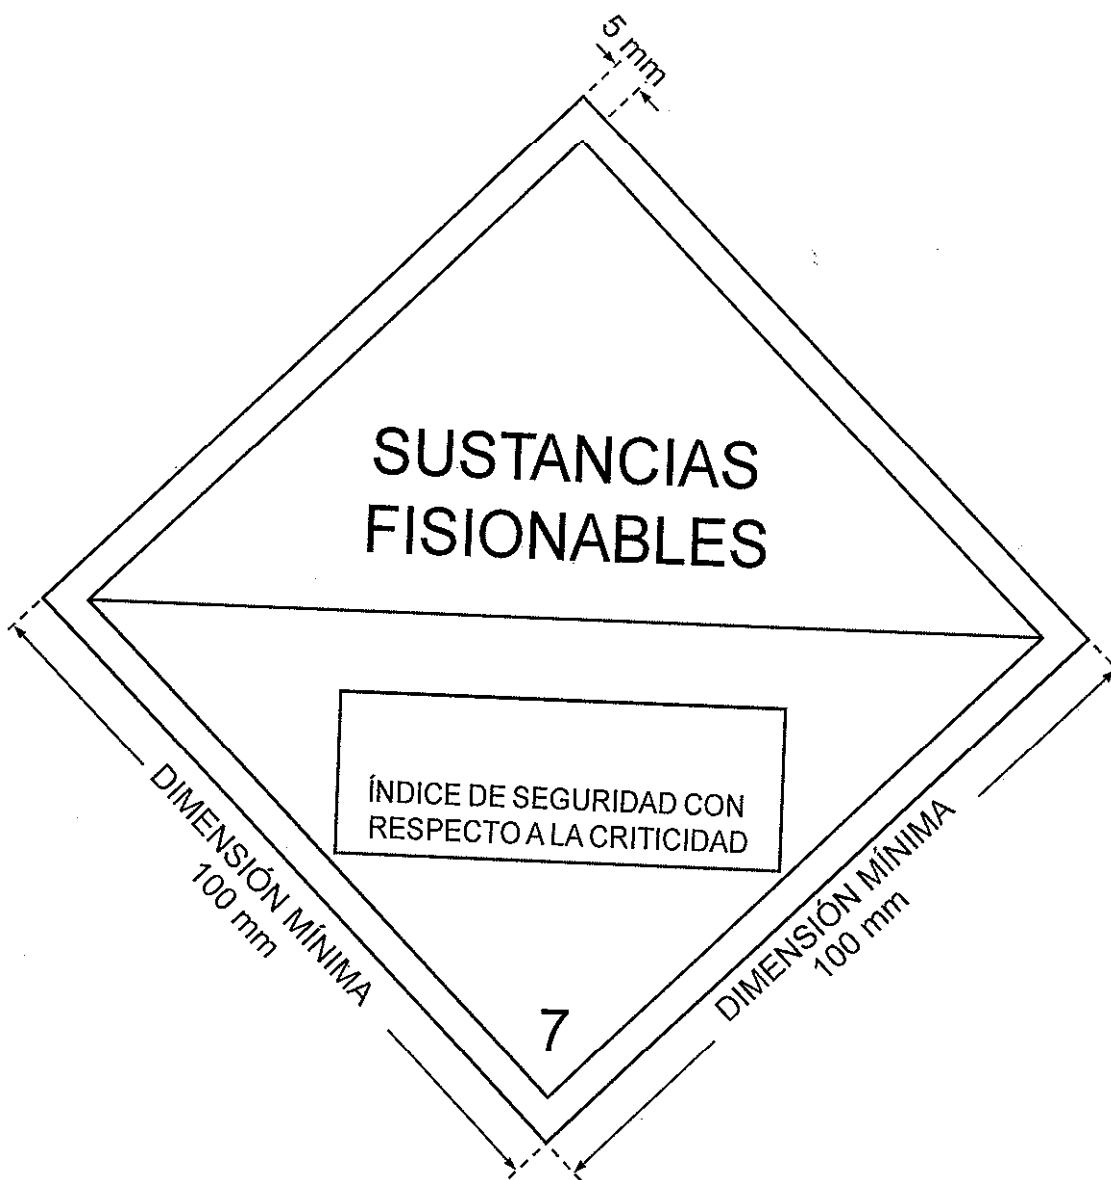 5 mm
SUSTANCIAS
FISIONABLES
ÍNDICE DE SEGURIDAD CON
RESPECTO A LA CRITICIDAD
DIMENSIÓN MÍNIMA
100 mm
DIMENSIÓN MÍNIMA
100 mm
7